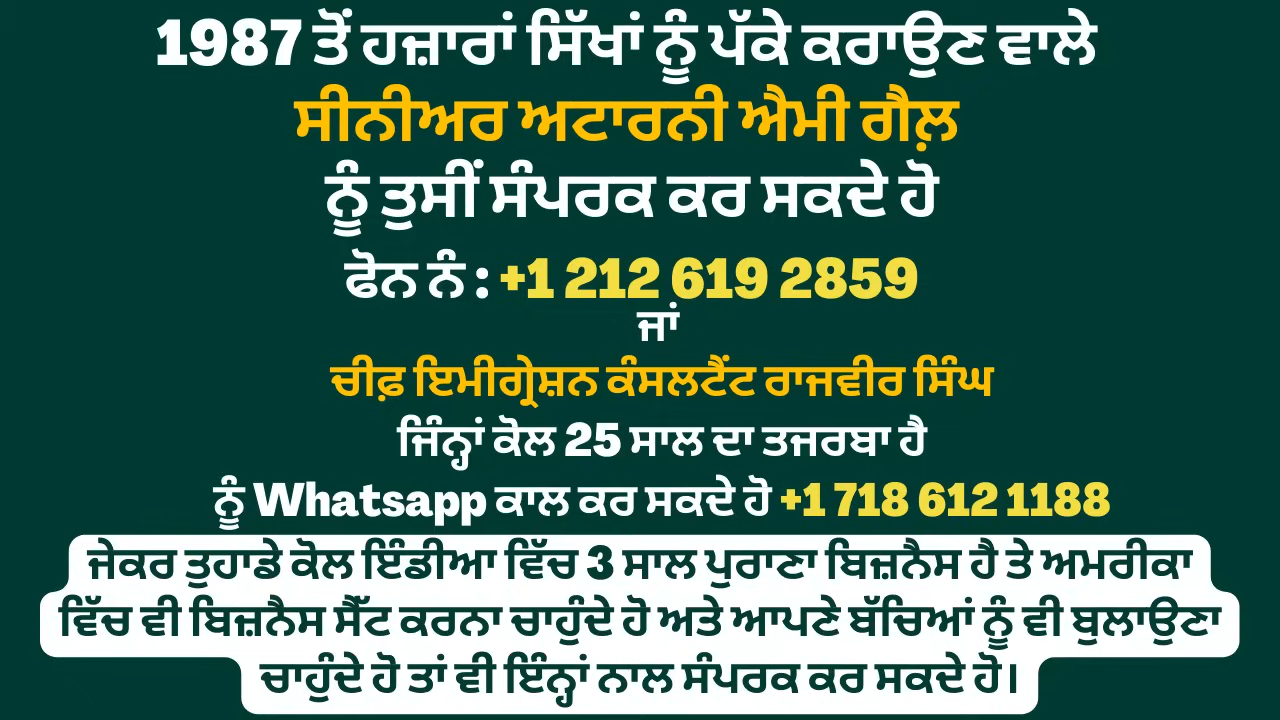 1987 ਤੋਂ ਹਜ਼ਾਰਾਂ ਸਿੱਖਾਂ ਨੂੰ ਪੱਕੇ ਕਰਾਉਣ ਵਾਲੇ
ਸੀਨੀਅਰ ਅਟਾਰਨੀ ਐਮੀ ਗੈਲ਼
ਨੂੰ ਤੁਸੀਂ ਸੰਪਰਕ ਕਰ ਸਕਦੇ ਹੋ
ਫੋਨ ਨੰ : +1 212 619 2859
ਜਾਂ
ਚੀਫ਼ ਇਮੀਗ੍ਰੇਸ਼ਨ ਕੰਸਲਟੈਂਟ ਰਾਜਵੀਰ ਸਿੰਘ
ਜਿੰਨ੍ਹਾਂ ਕੋਲ 25 ਸਾਲ ਦਾ ਤਜਰਬਾ ਹੈ
ਨੂੰ Whatsapp ਕਾਲ ਕਰ ਸਕਦੇ ਹੋ +1 718 612 1188
ਜੇਕਰ ਤੁਹਾਡੇ ਕੋਲ ਇੰਡੀਆ ਵਿੱਚ 3 ਸਾਲ ਪੁਰਾਣਾ ਬਿਜ਼ਨੈਸ ਹੈ ਤੇ ਅਮਰੀਕਾ
ਵਿੱਚ ਵੀ ਬਿਜ਼ਨੈਸ ਸੈੱਟ ਕਰਨਾ ਚਾਹੁੰਦੇ ਹੋ ਅਤੇ ਆਪਣੇ ਬੱਚਿਆਂ ਨੂੰ ਵੀ ਬੁਲਾਉਣਾ
ਚਾਹੁੰਦੇ ਹੋ ਤਾਂ ਵੀ ਇੰਨ੍ਹਾਂ ਨਾਲ ਸੰਪਰਕ ਕਰ ਸਕਦੇ ਹੋ।